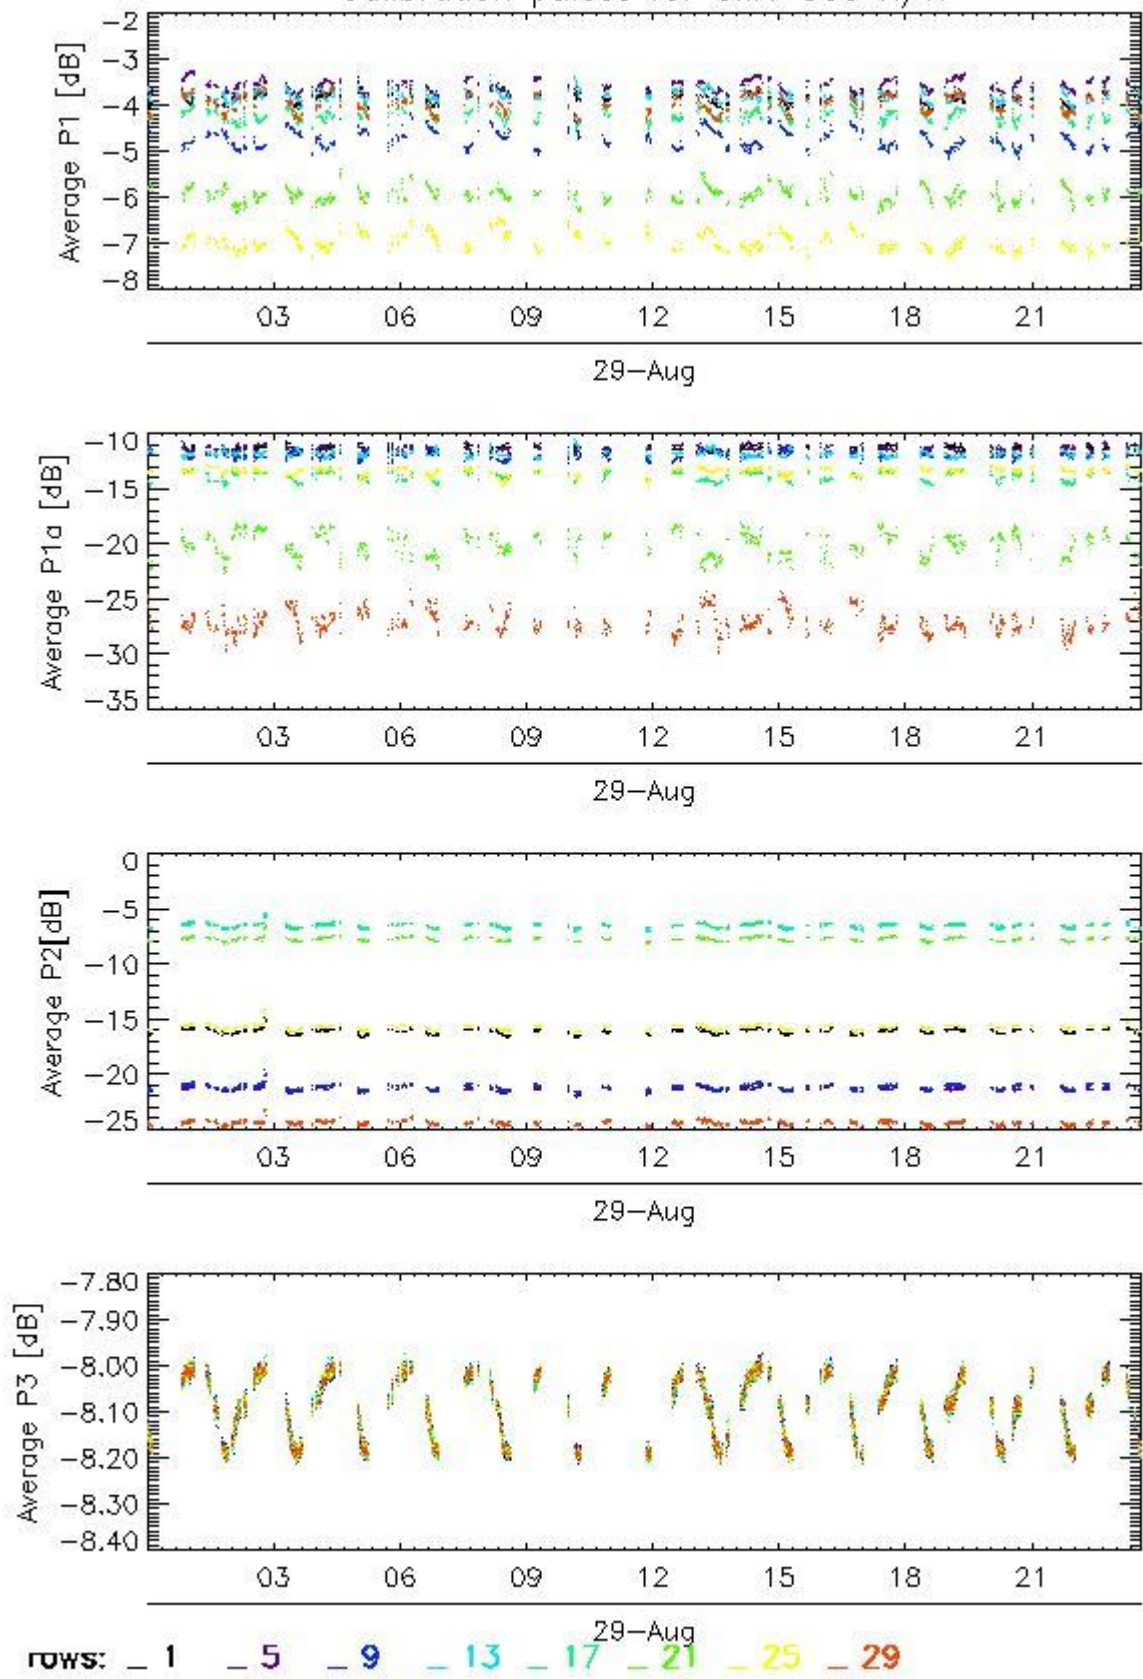 -2
-3
-4
-5
-6
-7
-8
Average P1 [dB]
03 06 09 12 15 18 21
29-Aug
-10
-15
-20
-25
-30
-35
Average P1a [dB]
03 06 09 12 15 18 21
29-Aug
0
-5
-10
-15
-20
-25
Average P2[dB]
03 06 09 12 15 18 21
29-Aug
-7.80
-7.90
-8.00
-8.10
-8.20
-8.30
-8.40
Average P3 [dB]
03 06 09 12 15 18 21
29-Aug
rows: _ 1 _ 5 _ 9 _ 13 _ 17 _ 21 _ 25 _ 29